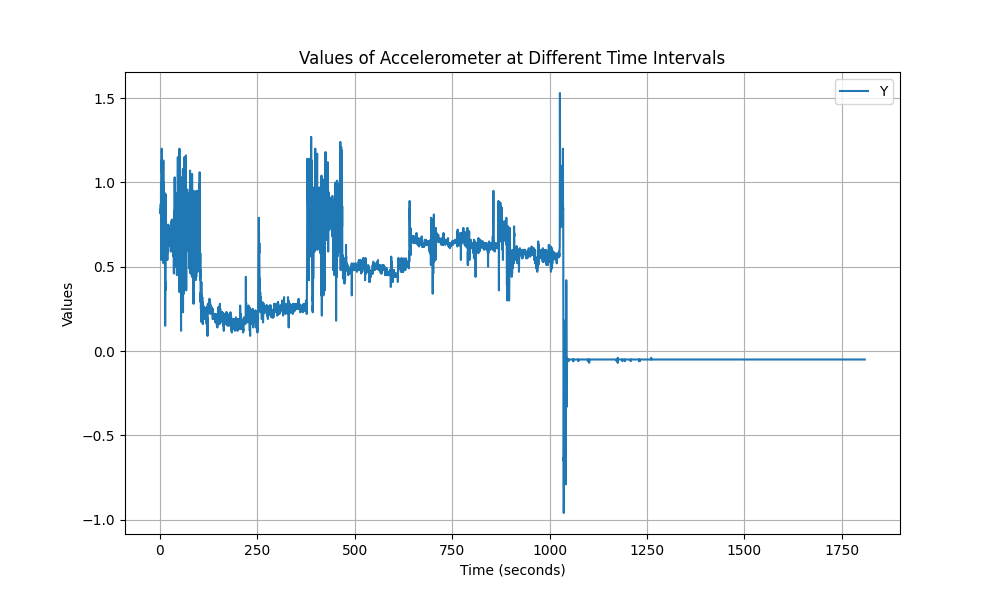 Values of Accelerometer at Different Time Intervals
Y
1.5
1.0
0.5
0.0
−0.5
−1.0
Values
0 250 500 750 1000 1250 1500 1750
Time (seconds)